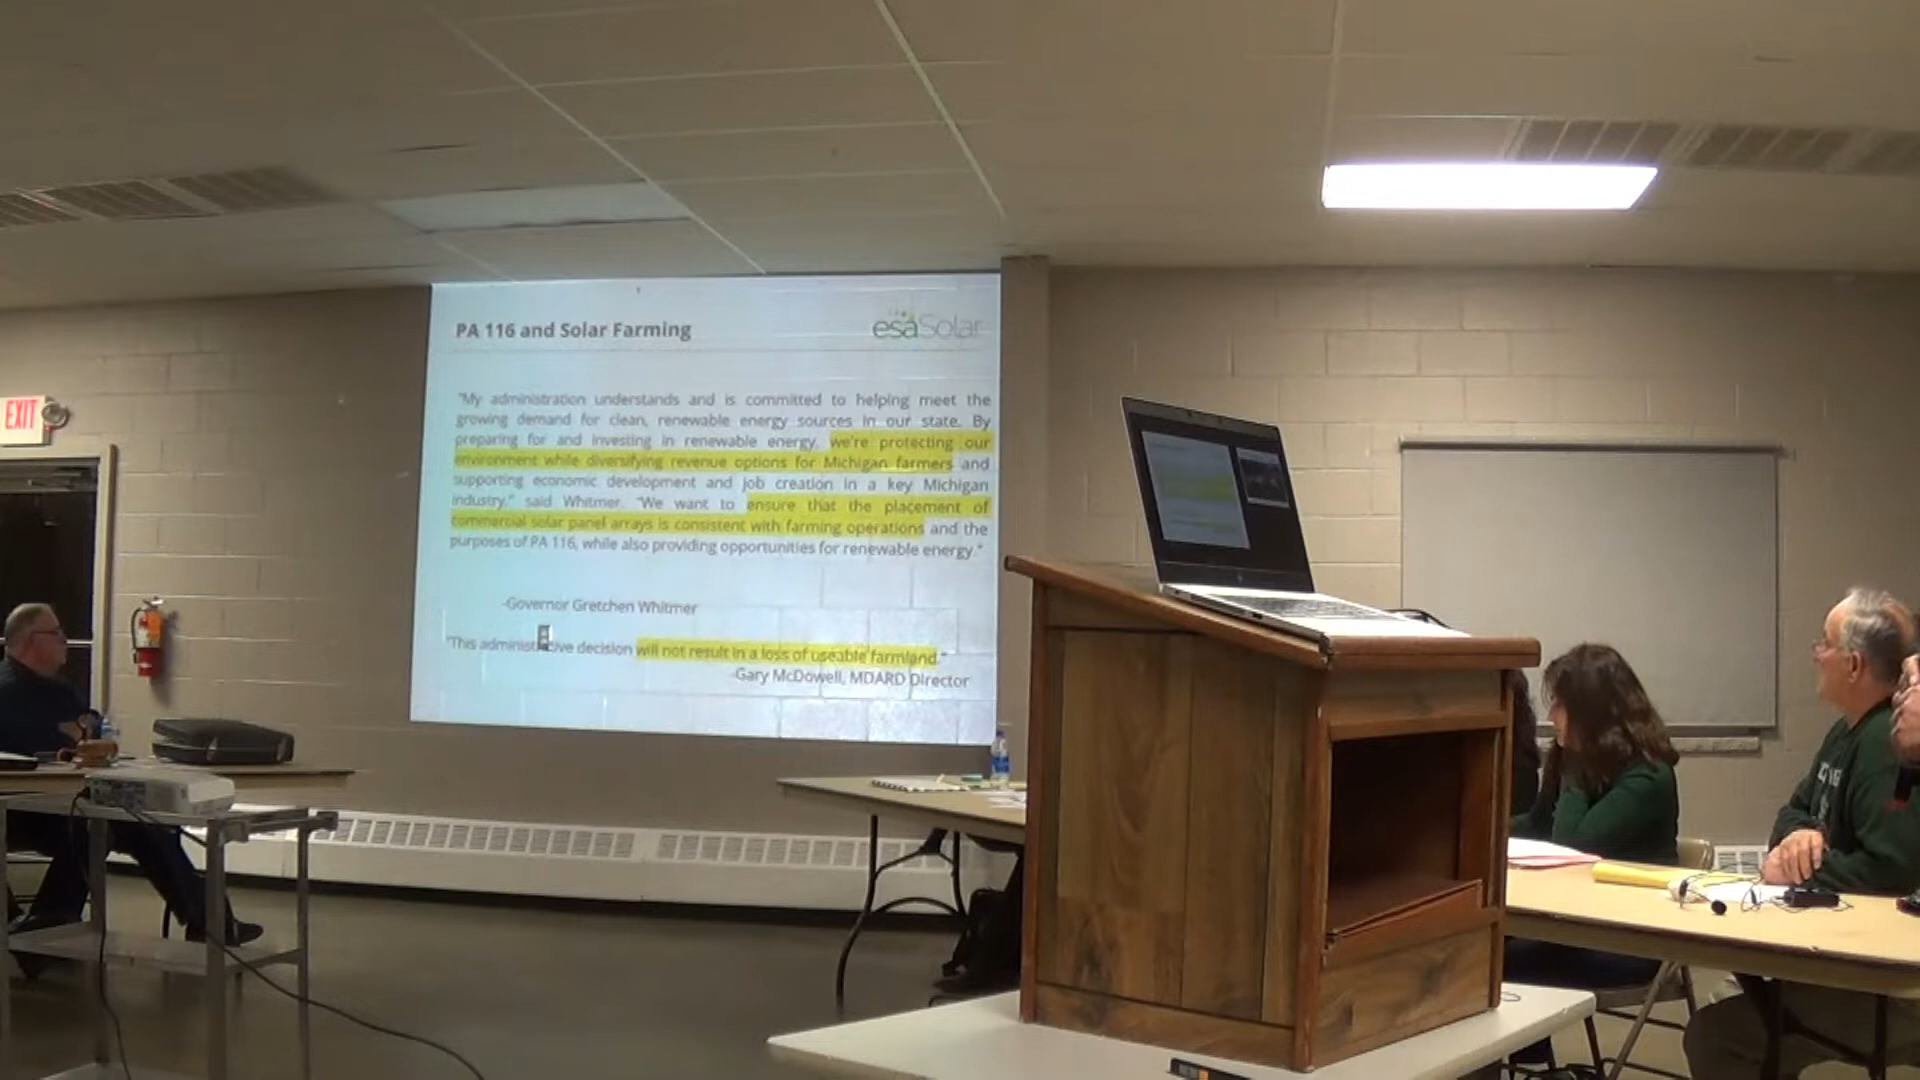 PA 116 and Solar Farming
esaSolar
"My administration understands and is committed to helping meet the
growing demand for clean, renewable energy sources in our state. By
preparing for and investing in renewable energy, we're protecting our
environment while diversifying revenue options for Michigan farmers and
supporting economic development and job creation in a key Michigan
industry," said Whitmer. "We want to ensure that the placement of
commercial solar panel arrays is consistent with farming operations and the
purposes of PA 116, while also providing opportunities for renewable energy."
-Governor Gretchen Whitmer
"This administrative decision will not result in a loss of useable farmland."
-Gary McDowell, MDARD Director
EXIT